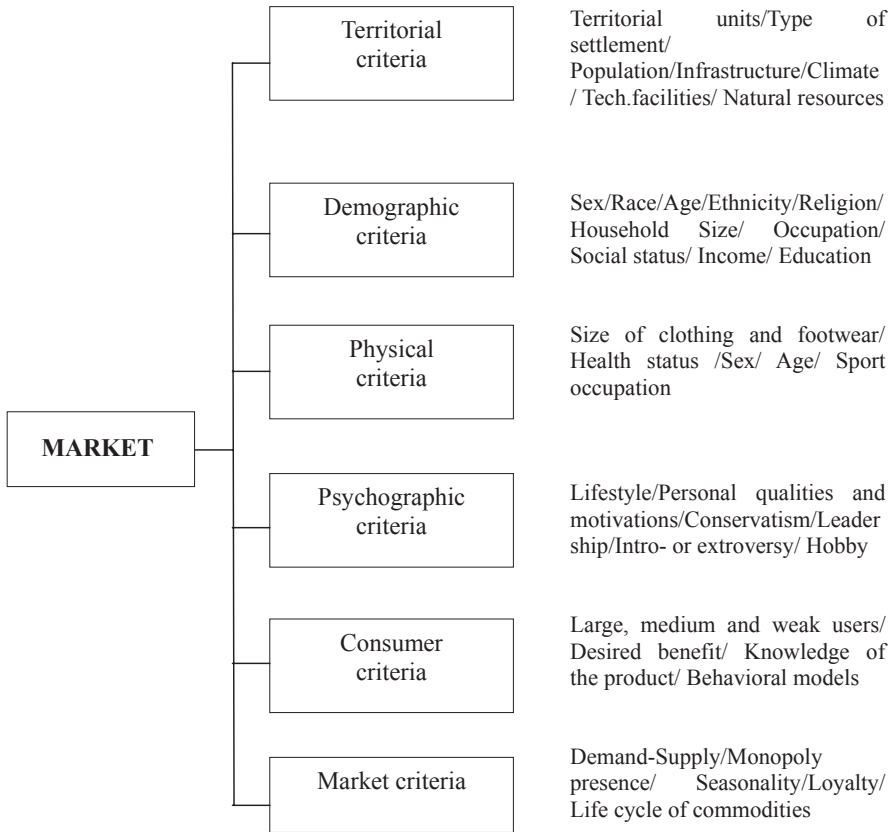 Territorial
criteria
Territorial units/Type of
settlement/
Population/Infrastructure/Climate
/ Tech.facilities/ Natural resources
Demographic
criteria
Sex/Race/Age/Ethnicity/Religion/
Household Size/ Occupation/
Social status/ Income/ Education
Physical
criteria
Size of clothing and footwear/
Health status /Sex/ Age/ Sport
occupation
MARKET
Psychographic
criteria
Lifestyle/Personal qualities and
motivations/Conservatism/Leader
ship/Intro- or extroversy/ Hobby
Consumer
criteria
Large, medium and weak users/
Desired benefit/ Knowledge of
the product/ Behavioral models
Market criteria
Demand-Supply/Monopoly
presence/ Seasonality/Loyalty/
Life cycle of commodities